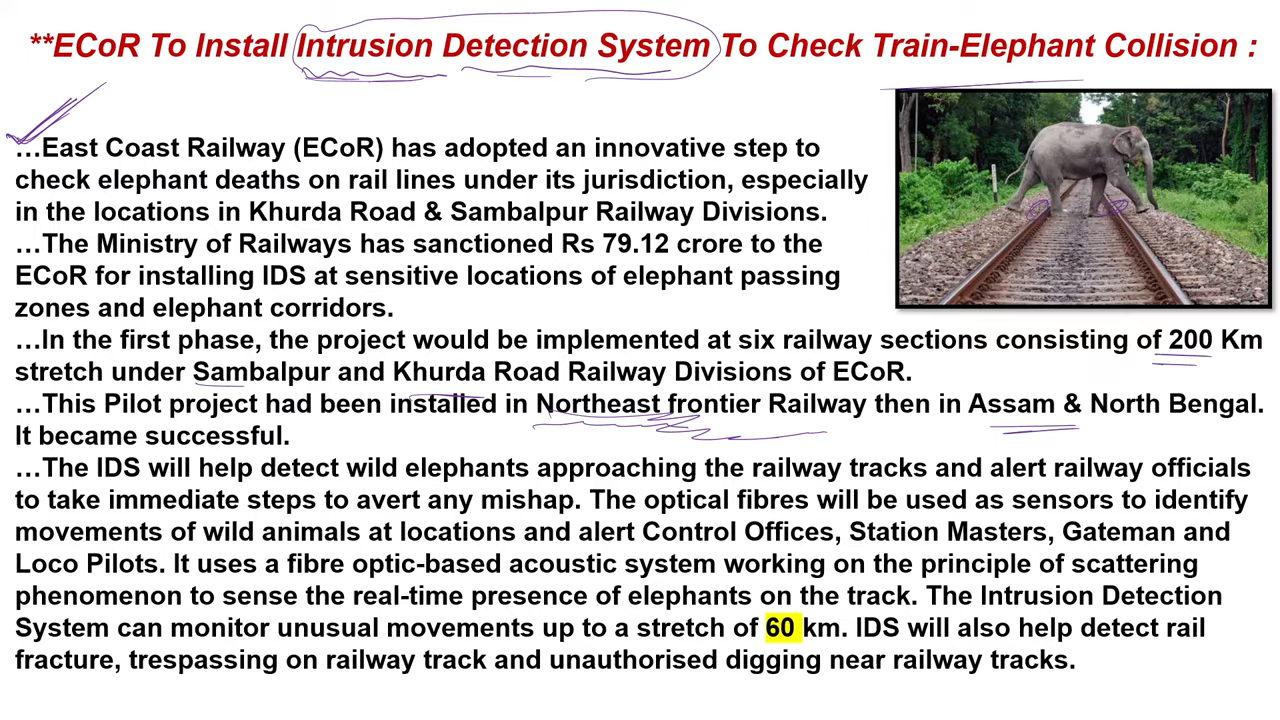 **ECoR To Install Intrusion Detection System To Check Train-Elephant Collision :
...East Coast Railway (ECoR) has adopted an innovative step to
check elephant deaths on rail lines under its jurisdiction, especially
in the locations in Khurda Road & Sambalpur Railway Divisions.
...The Ministry of Railways has sanctioned Rs 79.12 crore to the
ECoR for installing IDS at sensitive locations of elephant passing
zones and elephant corridors.
...In the first phase, the project would be implemented at six railway sections consisting of 200 Km
stretch under Sambalpur and Khurda Road Railway Divisions of ECoR.
...This Pilot project had been installed in Northeast frontier Railway then in Assam & North Bengal.
It became successful.
...The IDS will help detect wild elephants approaching the railway tracks and alert railway officials
to take immediate steps to avert any mishap. The optical fibres will be used as sensors to identify
movements of wild animals at locations and alert Control Offices, Station Masters, Gateman and
Loco Pilots. It uses a fibre optic-based acoustic system working on the principle of scattering
phenomenon to sense the real-time presence of elephants on the track. The Intrusion Detection
System can monitor unusual movements up to a stretch of 60 km. IDS will also help detect rail
fracture, trespassing on railway track and unauthorised digging near railway tracks.